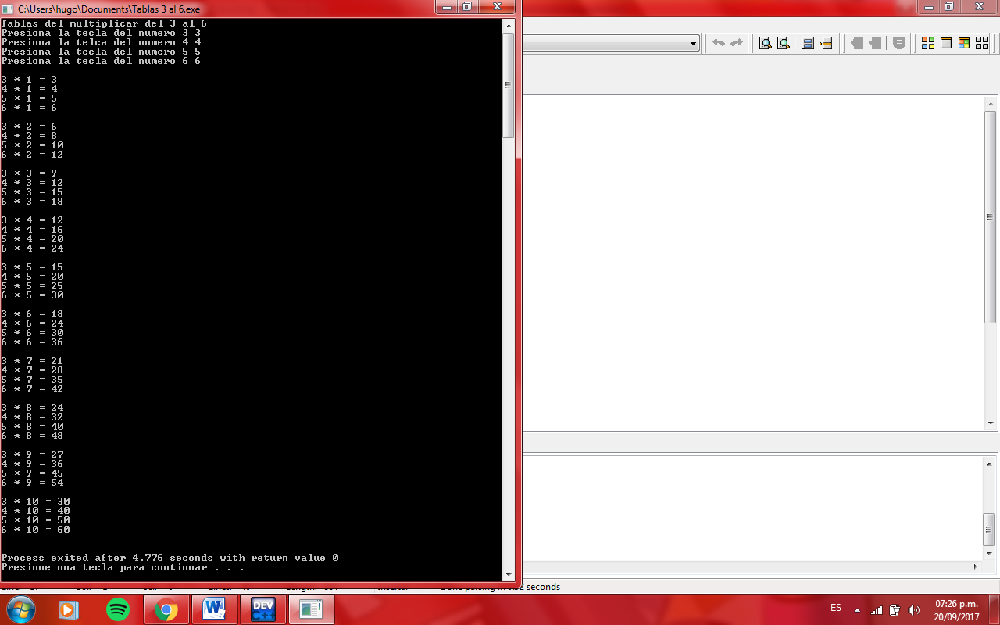 C:\Users\hugo\Documents\Tablas 3 al 6.exe
Tablas del multiplicar del 3 al 6
Presiona la tecla del numero 3 3
Presiona la telca del numero 4 4
Presiona la tecla del numero 5 5
Presiona la tecla del numero 6 6
3 * 1 = 3
4 * 1 = 4
5 * 1 = 5
6 * 1 = 6
3 * 2 = 6
4 * 2 = 8
5 * 2 = 10
6 * 2 = 12
3 * 3 = 9
4 * 3 = 12
5 * 3 = 15
6 * 3 = 18
3 * 4 = 12
4 * 4 = 16
5 * 4 = 20
6 * 4 = 24
3 * 5 = 15
4 * 5 = 20
5 * 5 = 25
6 * 5 = 30
3 * 6 = 18
4 * 6 = 24
5 * 6 = 30
6 * 6 = 36
3 * 7 = 21
4 * 7 = 28
5 * 7 = 35
6 * 7 = 42
3 * 8 = 24
4 * 8 = 32
5 * 8 = 40
6 * 8 = 48
3 * 9 = 27
4 * 9 = 36
5 * 9 = 45
6 * 9 = 54
3 * 10 = 30
4 * 10 = 40
5 * 10 = 50
6 * 10 = 60
--------------------------------
Process exited after 4.776 seconds with return value 0
Presione una tecla para continuar . . .
seconds
DEV
C++
ES
07:26 p.m.
20/09/2017